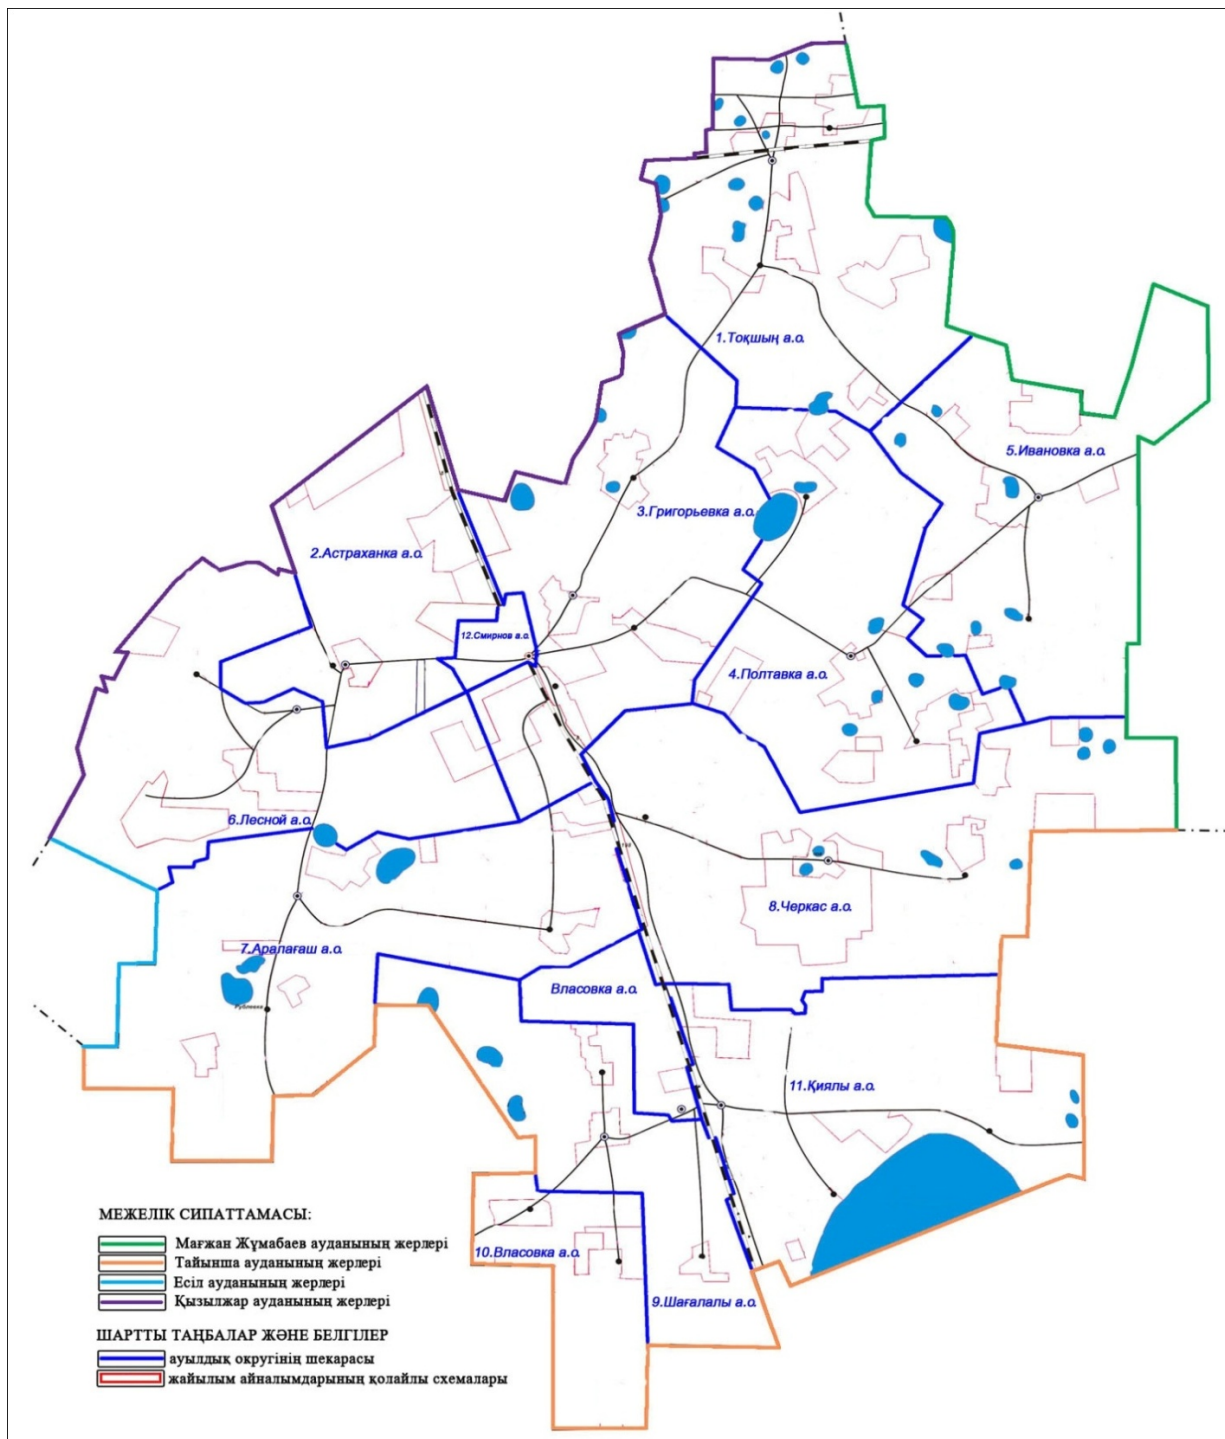 1.Тоқшың а.о.
5.Ивановка а.о.
3.Григорьевка а.о.
2.Астраханка а.о.
12.Смирнов а.о.
4.Полтавка а.о.
6.Лесной а.о.
8.Черкас а.о.
7.Аралағаш а.о.
Власовка а.о.
11.Қиялы а.о.
10.Власовка а.о.
9.Шағалалы а.о.
МЕЖЕЛІК СИПАТТАМАСЫ:
Мағжан Жұмабаев ауданының жерлері
Тайынша ауданының жерлері
Есіл ауданының жерлері
Қызылжар ауданының жерлері
ШАРТТЫ ТАҢБАЛАР ЖӘНЕ БЕЛГІЛЕР
ауылдық округінің шекарасы
жайылым айналымдарының қолайлы схемалары